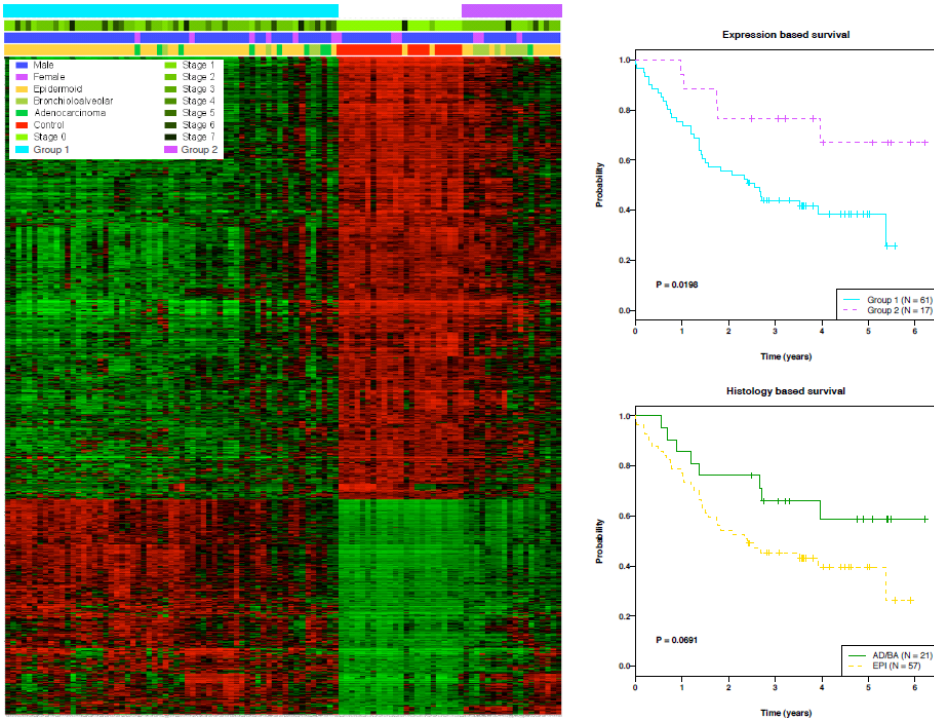 Male
Female
Epidermoid
Bronchioloalveolar
Adenocarcinoma
Control
Stage 0
Group 1
Stage 1
Stage 2
Stage 3
Stage 4
Stage 5
Stage 6
Stage 7
Group 2
Expression based survival
Probability
1.0
0.8
0.6
0.4
0.2
0.0
P = 0.0198
Group 1 (N = 61)
Group 2 (N = 17)
0 1 2 3 4 5 6
Time (years)
Histology based survival
Probability
1.0
0.8
0.6
0.4
0.2
0.0
P = 0.0691
AD/BA (N = 21)
EPI (N = 57)
0 1 2 3 4 5 6
Time (years)